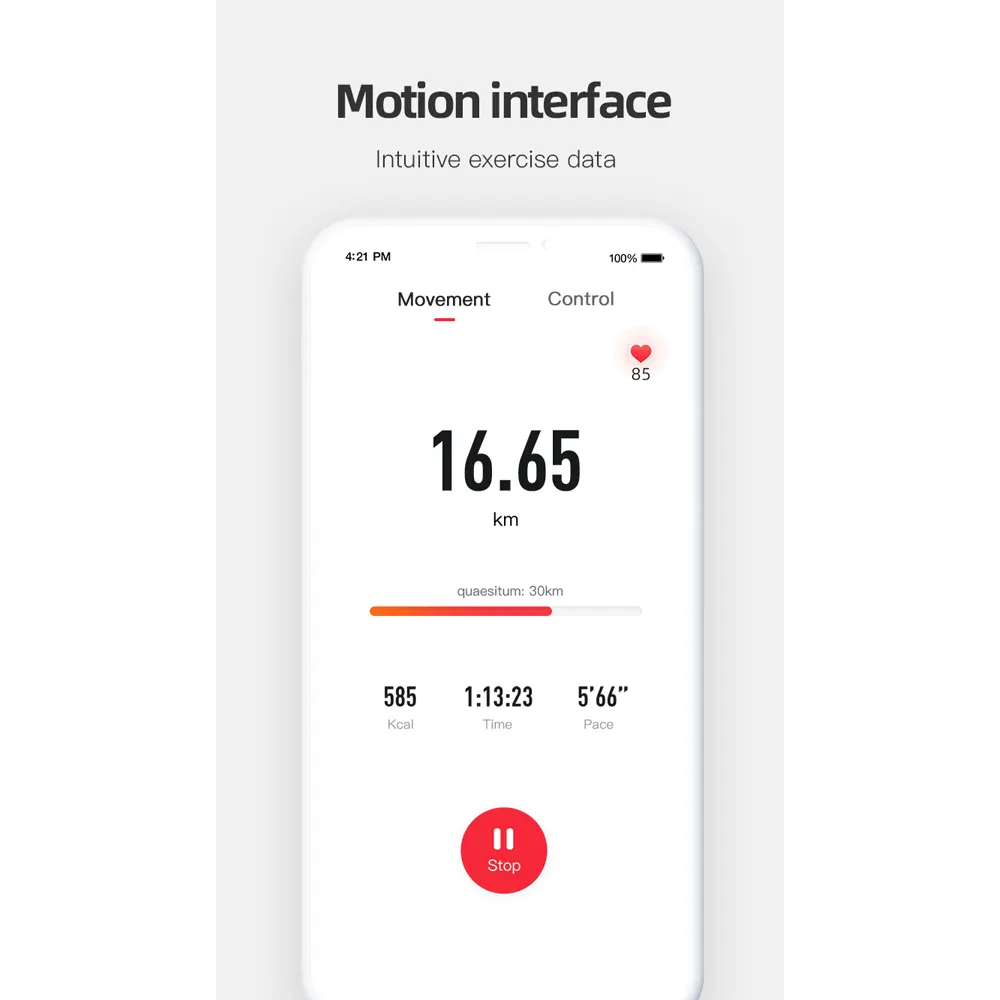 Motion interface
Intuitive exercise data
4:21 PM 100%
Movement Control
85
16.65
km
quaesitum: 30km
585 1:13:23 5’66”
Kcal Time Pace
Stop